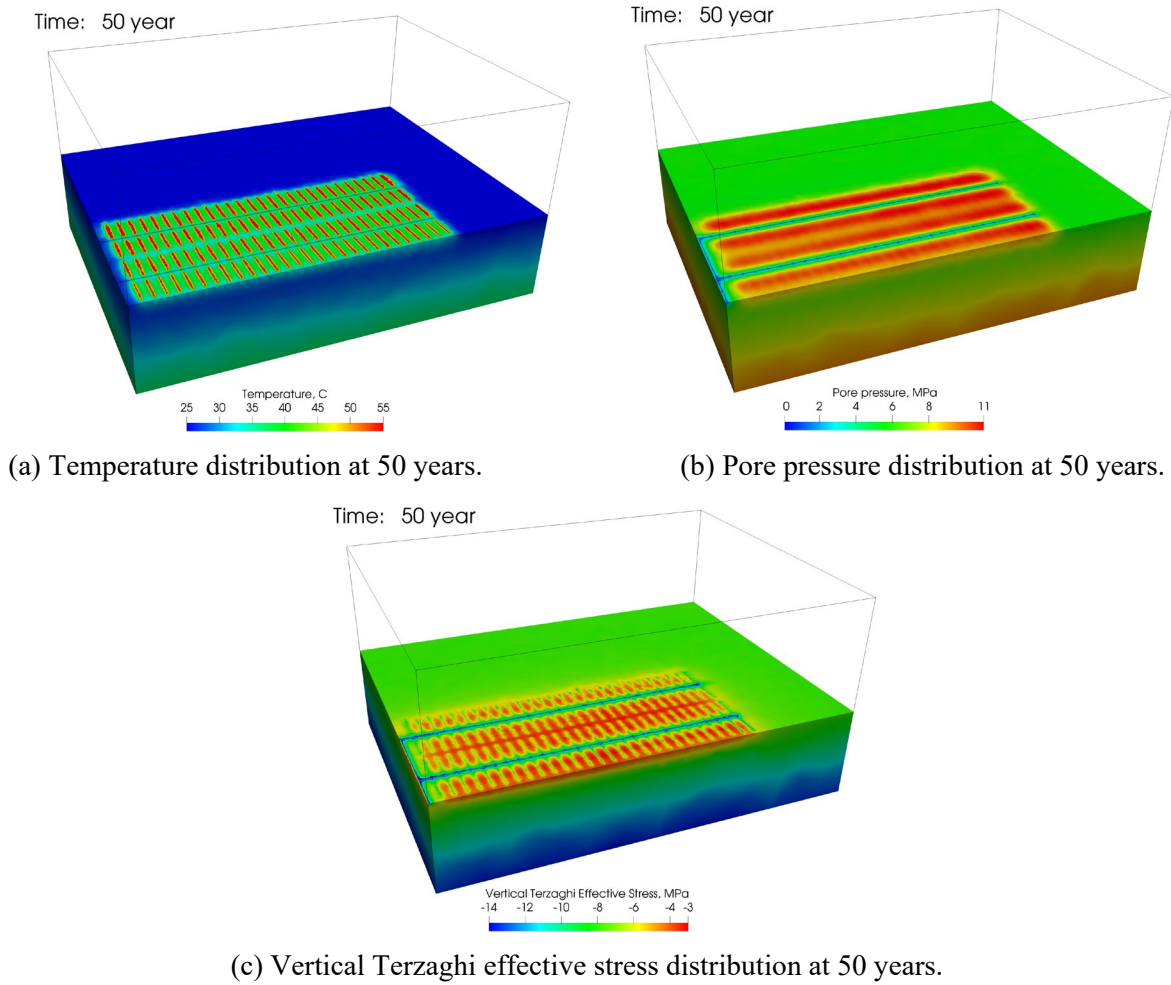 Time: 50 year
Time: 50 year
Temperature, C
25 30 35 40 45 50 55
Pore pressure, MPa
0 2 4 6 8 11
(a) Temperature distribution at 50 years.
(b) Pore pressure distribution at 50 years.
Time: 50 year
Vertical Terzaghi Effective Stress, MPa
-14 -12 -10 -8 -6 -4 -3
(c) Vertical Terzaghi effective stress distribution at 50 years.